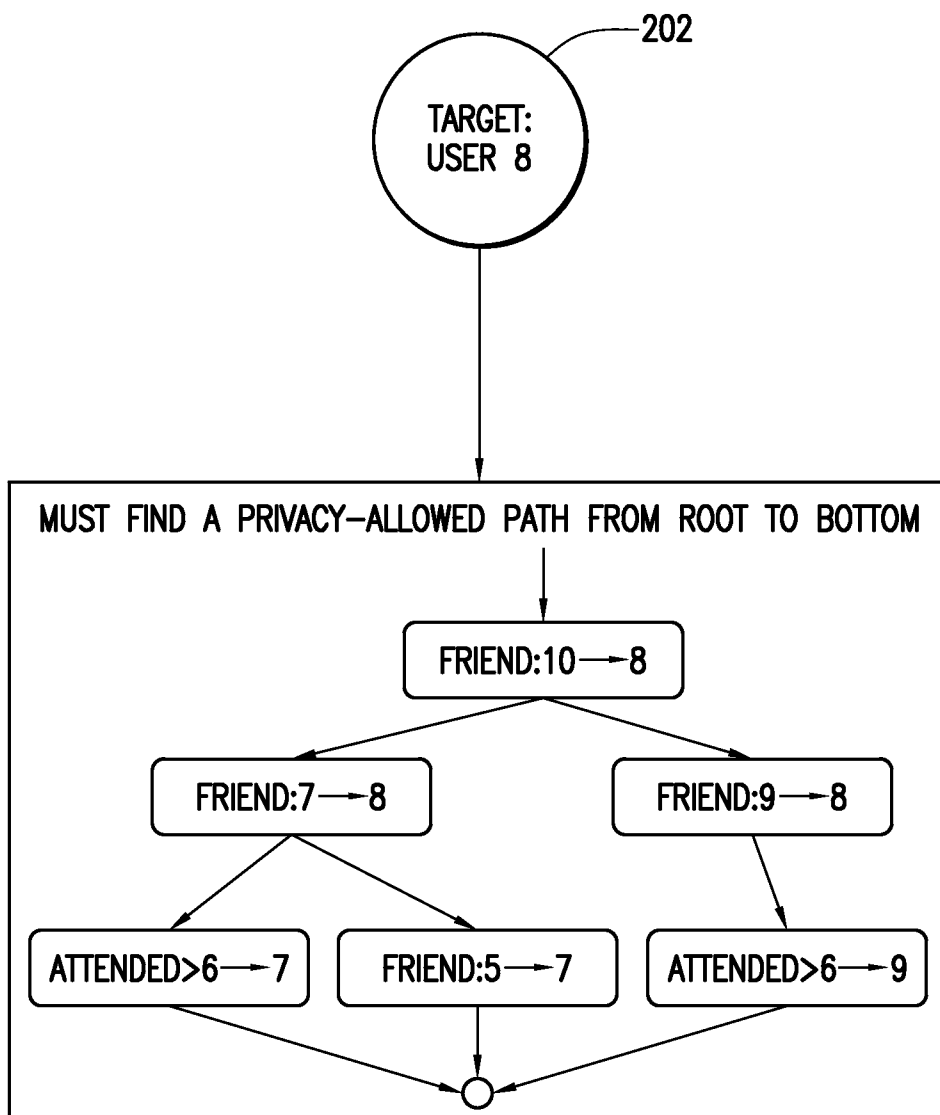 202
TARGET:
USER 8
MUST FIND A PRIVACY-ALLOWED PATH FROM ROOT TO BOTTOM
FRIEND:10→8
FRIEND:7→8
FRIEND:9→8
ATTENDED>6→7
FRIEND:5→7
ATTENDED>6→9